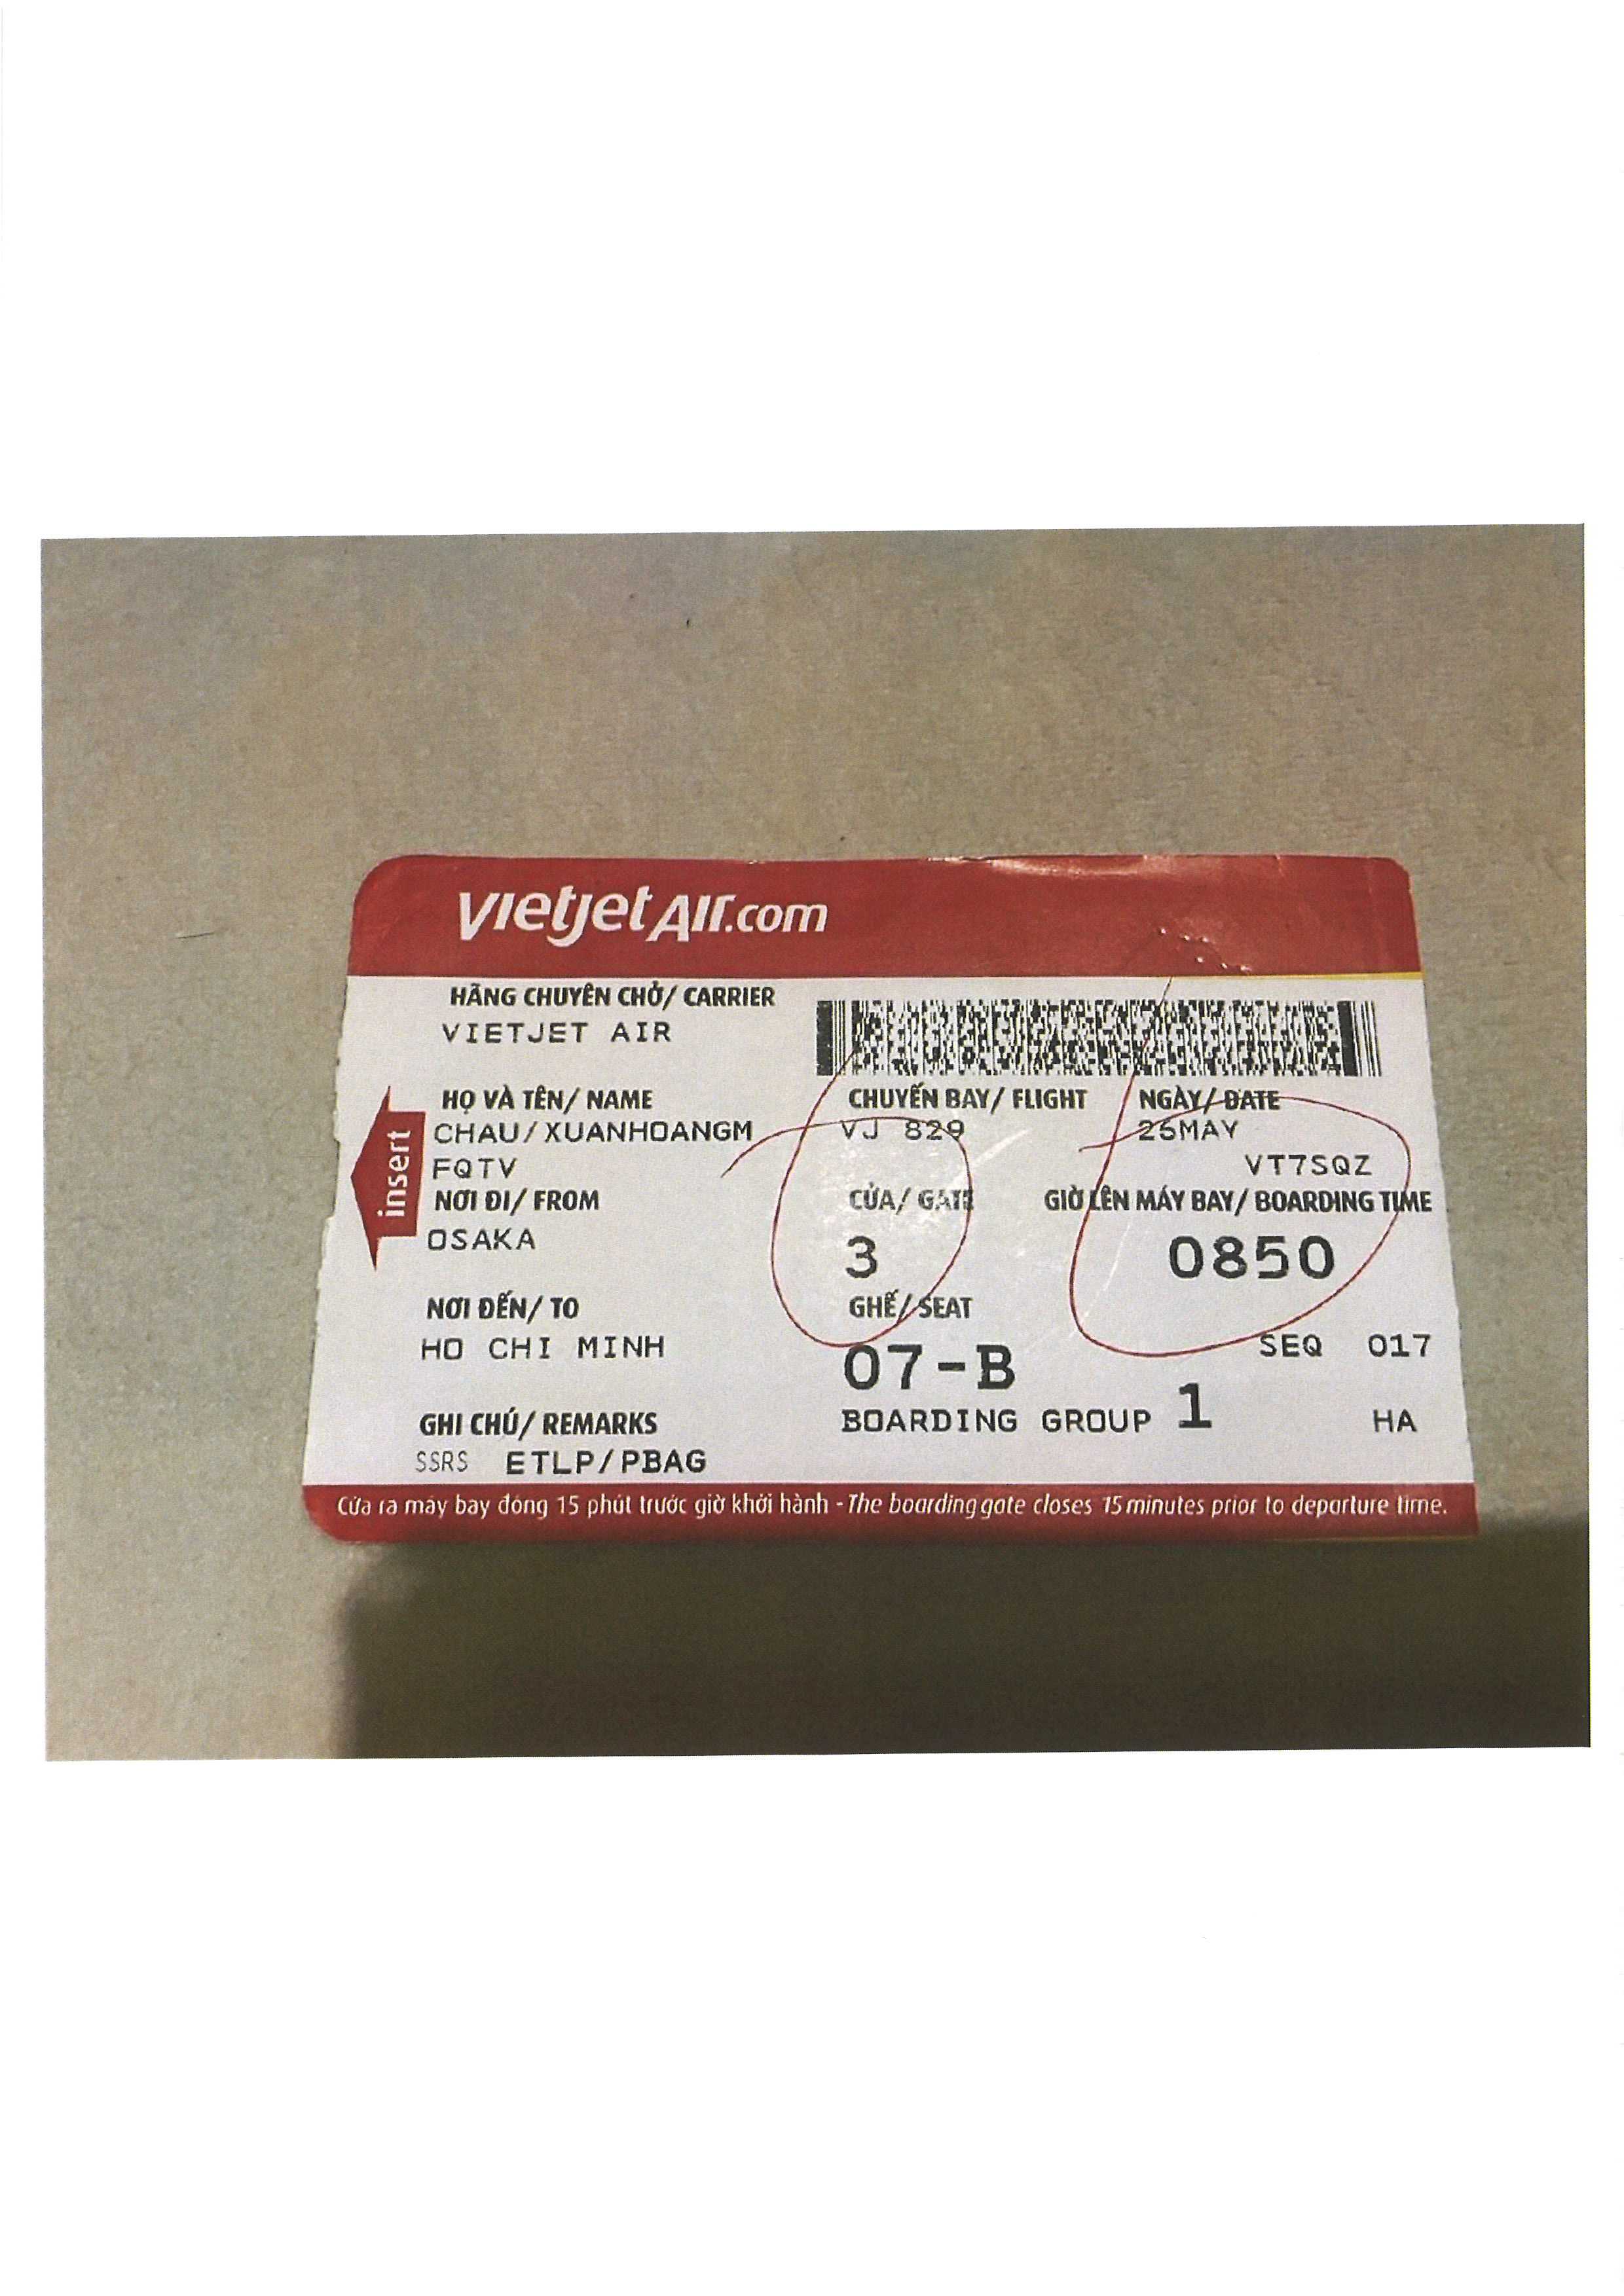 vietjet Air.com
HÃNG CHUYÊN CHỞ/ CARRIER
VIETJET AIR
HỌ VÀ TÊN/ NAME
CHAU/XUANHOANGM
FQTV
NƠI ĐI/ FROM
OSAKA
NƠI ĐẾN/ TO
HO CHI MINH
GHI CHÚ/ REMARKS
SSRS ETLP/PBAG
insert
CHUYẾN BAY/ FLIGHT
VJ 829
NGÀY/ DATE
VT7SQZ
CỬA/ GATE
3
GIỜ LÊN MÁY BAY/ BOARDING TIME
0850
GHẾ/ SEAT
07-B
SEQ 017
BOARDING GROUP 1
HA
Cửa ra máy bay đóng 15 phút trước giờ khởi hành - The boarding gate closes 15 minutes prior to departure time.